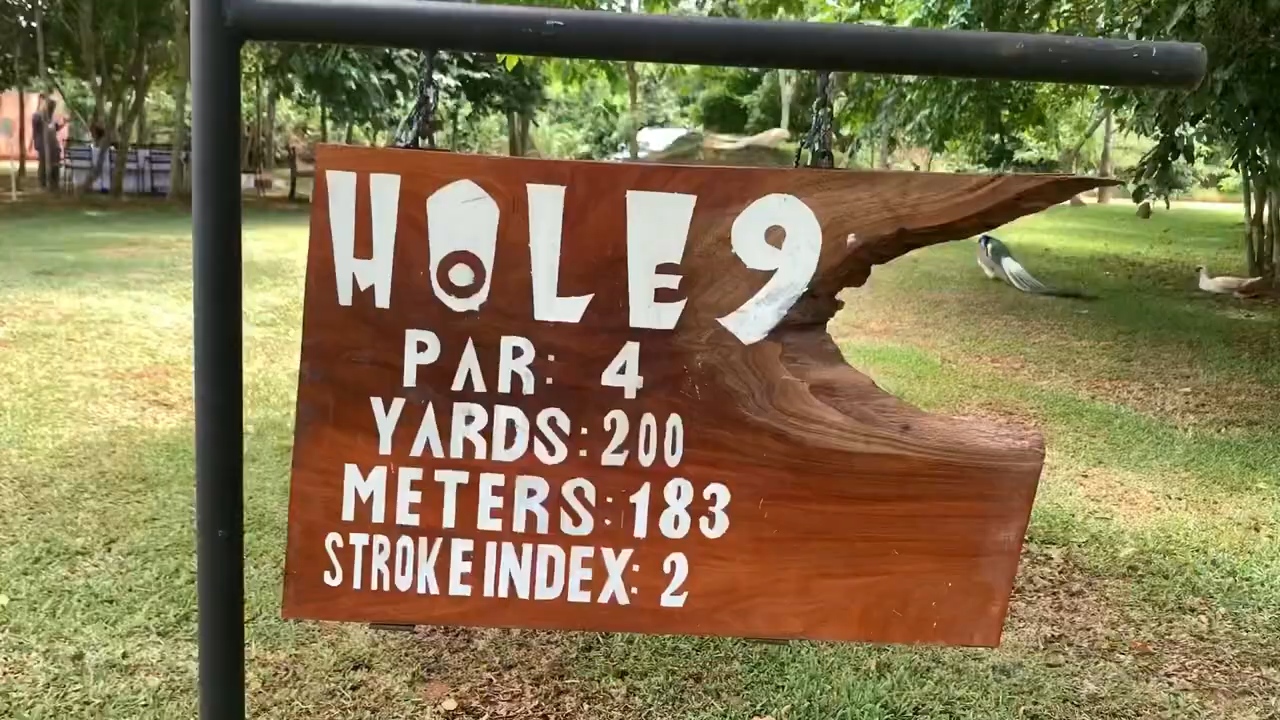 HOLE 9
PAR: 4
YARDS: 200
METERS: 183
STROKE INDEX: 2